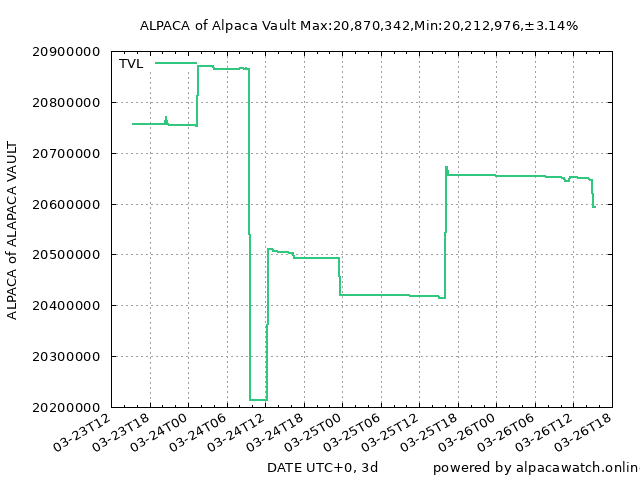 ALPACA of Alpaca Vault Max:20,870,342,Min:20,212,976,±3.14%
TVL
20900000
20800000
20700000
20600000
20500000
20400000
20300000
20200000
ALPACA of ALAPACA VAULT
03-23T12
03-23T18
03-24T00
03-24T06
03-24T12
03-24T18
03-25T00
03-25T06
03-25T12
03-25T18
03-26T00
03-26T06
03-26T12
03-26T18
DATE UTC+0, 3d
powered by alpacawatch.onlin